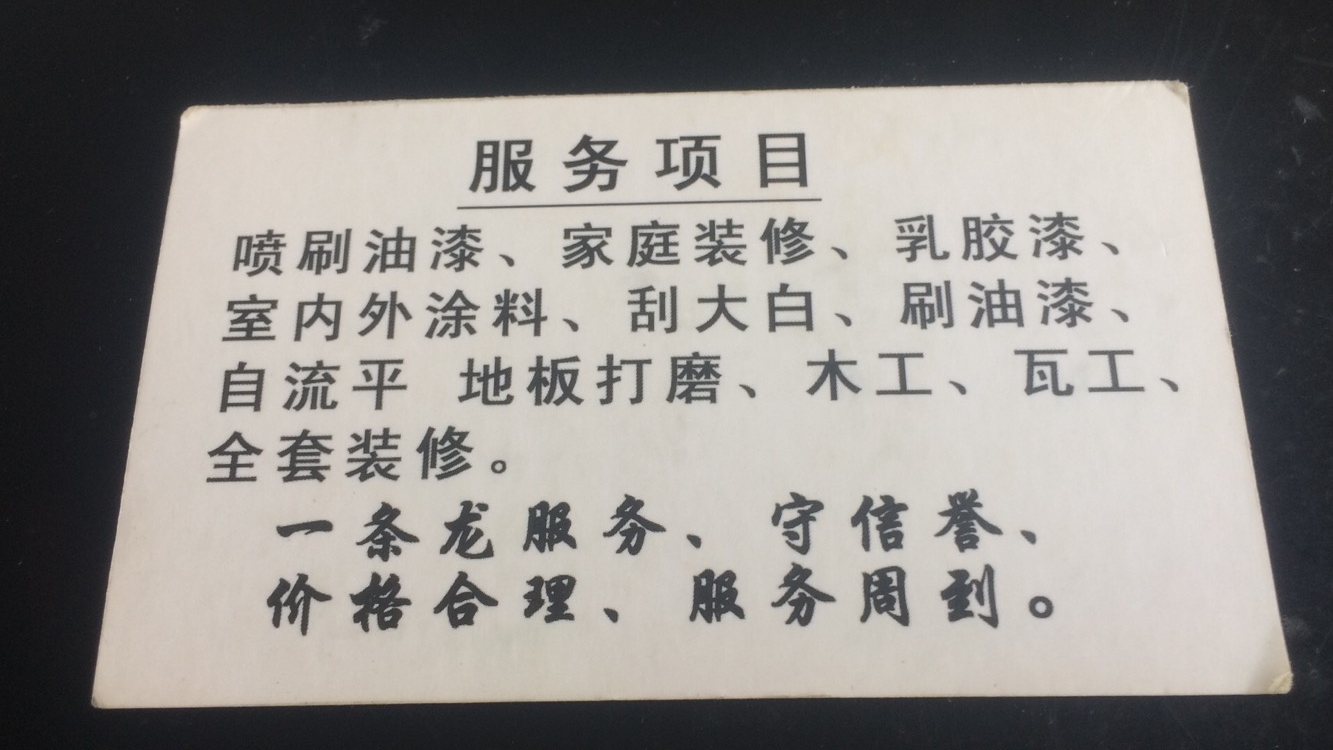 服务项目
喷刷油漆、家庭装修、乳胶漆、
室内外涂料、刮大白、刷油漆、
自流平 地板打磨、木工、瓦工、
全套装修。
一条龙服务、守信誉、
价格合理、服务周到。